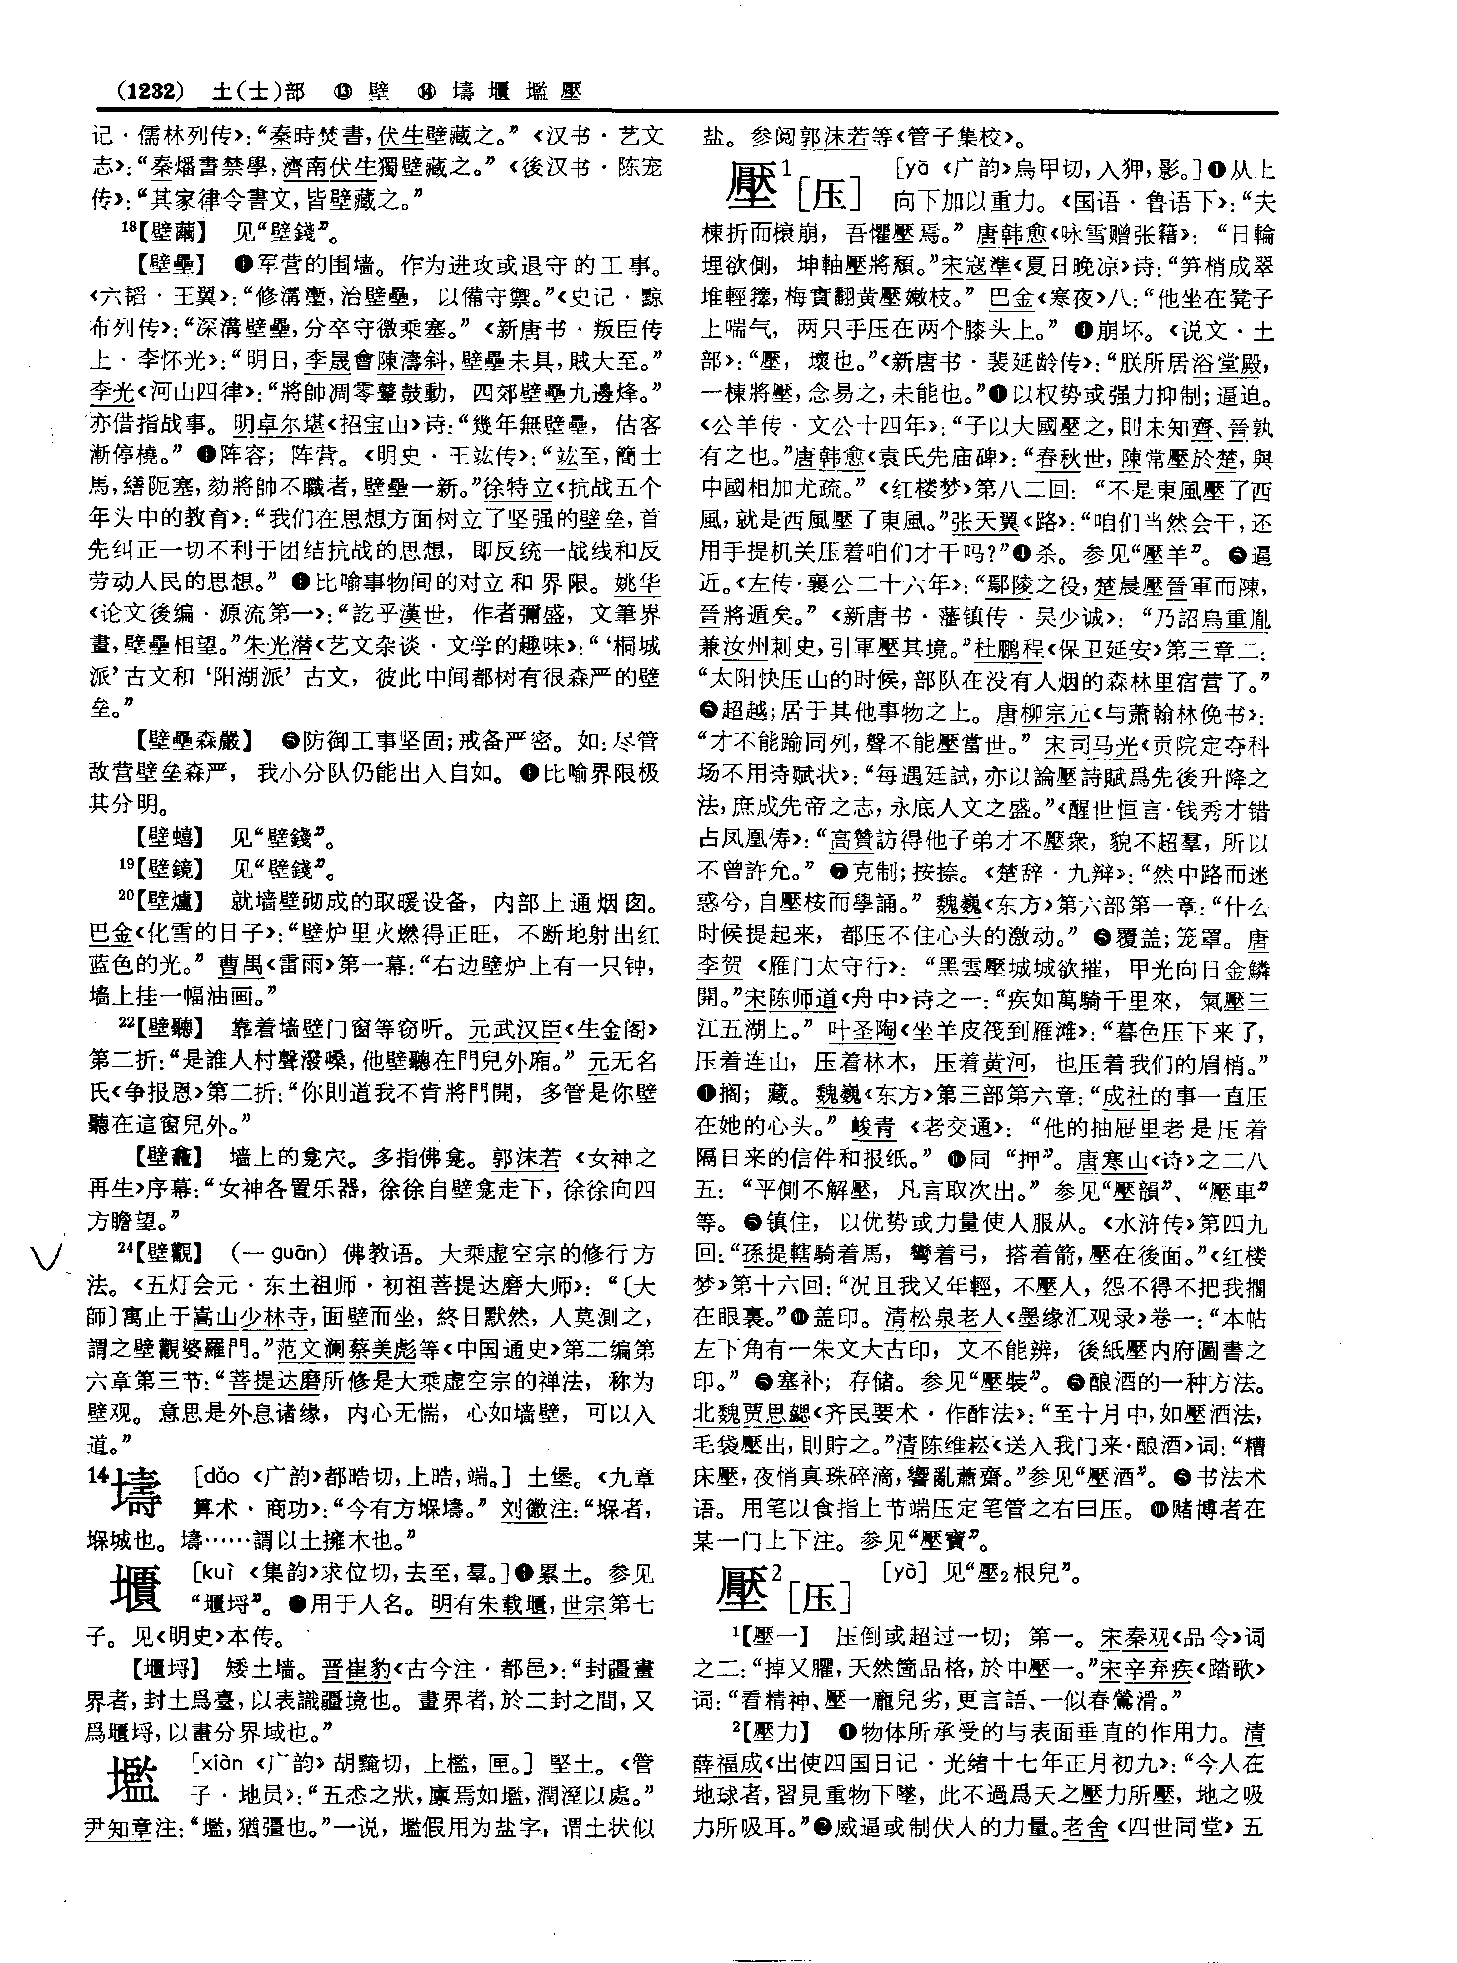 (1232) 土(士)部 ⑬ 壁 ⑭ 壔 壏 壓
记·儒林列传》:“秦時焚書,伏生壁藏之。”《汉书·艺文
志》:“秦燔書禁學,濟南伏生獨壁藏之。”《後汉书·陈宠
传》:“其家律令書文,皆壁藏之。”
18【壁繭】 见“壁錢”。
【壁壘】 ❶军营的围墙。作为进攻或退守的工事。
《六韬·王翼》:“修溝壍,治壁壘,以備守禦。”《史记·黥
布列传》:“深溝壁壘,分卒守徼乘塞。”《新唐书·叛臣传
上·李怀光》:“明日,李晟會陳濤斜,壁壘未具,賊大至。”
李光《河山四律》:“將帥凋零鼙鼓動,四郊壁壘九邊烽。”
亦借指战事。明卓尔堪《招宝山》诗:“幾年無壁壘,估客
漸停橈。” 阵容;阵营。《明史·王竑传》:“竑至,簡士
馬,繕阨塞,劾將帥不職者,壁壘一新。”徐特立《抗战五个
年头中的教育》:“我们在思想方面树立了坚强的壁垒,首
先纠正一切不利于团结抗战的思想,即反统一战线和反
劳动人民的思想。” 比喻事物间的对立和界限。姚华
《论文後编·源流第一》:“訖乎漢世,作者彌盛,文筆界
畫,壁壘相望。”朱光潜《艺文杂谈·文学的趣味》:“‘桐城
派’古文和‘阳湖派’古文,彼此中间都树有很森严的壁
垒。”
【壁壘森嚴】 防御工事坚固;戒备严密。如:尽管
敌营壁垒森严,我小分队仍能出入自如。 比喻界限极
其分明。
【壁蟢】 见“壁錢”。
19【壁鏡】 见“壁錢”。
20【壁爐】 就墙壁砌成的取暖设备,内部上通烟囱。
巴金《化雪的日子》:“壁炉里火燃得正旺,不断地射出红
蓝色的光。”曹禺《雷雨》第一幕:“右边壁炉上有一只钟,
墙上挂一幅油画。”
22【壁聽】 靠着墙壁门窗等窃听。元武汉臣《生金阁》
第二折:“是誰人村聲潑嗓,他壁聽在門兒外廂。”元无名
氏《争报恩》第二折:“你則道我不肯將門開,多管是你壁
聽在這窗兒外。”
【壁龕】 墙上的龛穴。多指佛龛。郭沫若《女神之
再生》序幕:“女神各置乐器,徐徐自壁龛走下,徐徐向四
方瞻望。”
24【壁觀】 (一guān)佛教语。大乘虚空宗的修行方
法。《五灯会元·东土祖师·初祖菩提达磨大师》:“〔大
師〕寓止于嵩山少林寺,面壁而坐,終日默然,人莫測之,
謂之壁觀婆羅門。”范文澜蔡美彪等《中国通史》第二编第
六章第三节:“菩提达磨所修是大乘虚空宗的禅法,称为
壁观。意思是外息诸缘,内心无惴,心如墙壁,可以入
道。”
14壔 [dǎo《广韵》都晧切,上晧,端。] 土堡。《九章
算术·商功》:“今有方堢壔。”刘徽注:“堢者,
堢城也。壔……謂以土擁木也。”
[kuì《集韵》求位切,去至,羣。]❶累土。参见
用于人名。明有朱载,世宗第七
子。见《明史》本传。
矮土墙。晋崔豹《古今注·都邑》:“封疆畫
界者,封土爲臺,以表識疆境也。畫界者,於二封之間,又
爲埒,以畫分界域也。”
壏 [xiàn《广韵》胡黤切,上檻,匣。] 堅土。《管
子·地员》:“五恋之狀,廩焉如壏,潤溼以處。”
尹知章注:“壏,猶彊也。”一说,壏假用为盐字,谓土状似
盐。参阅郭沫若等《管子集校》。
壓1[压] [yā《广韵》烏甲切,入狎,影。]❶从上
向下加以重力。《国语·鲁语下》:“夫
棟折而榱崩,吾懼壓焉。”唐韩愈《咏雪赠张籍》:“日輪
埋欲側,坤軸壓將頹。”宋寇準《夏日晚凉》诗:“笋梢成翠
堆輕籜,梅實翻黄壓嫩枝。”巴金《寒夜》八:“他坐在凳子
上喘气,两只手压在两个膝头上。” 崩坏。《说文·土
部》:“壓,壞也。”《新唐书·裴延龄传》:“朕所居浴堂殿,
一棟將壓,念易之,未能也。” 以权势或强力抑制;逼迫。
《公羊传·文公十四年》:“子以大國壓之,則未知齊、晉孰
有之也。”唐韩愈《袁氏先庙碑》:“春秋世,陳常壓於楚,與
中國相加尤疏。”《红楼梦》第八二回:“不是東風壓了西
風,就是西風壓了東風。”张天翼《路》:“咱们当然会干,还
用手提机关压着咱们才干吗?”❹杀。参见“壓羊”。 逼
近。《左传·襄公二十六年》:“鄢陵之役,楚晨壓晉軍而陳,
晉將遁矣。”《新唐书·藩镇传·吴少诚》:“乃詔烏重胤
兼汝州刺史,引軍壓其境。”杜鹏程《保卫延安》第三章二:
“太阳快压山的时候,部队在没有人烟的森林里宿营了。”
超越;居于其他事物之上。唐柳宗元《与萧翰林俛书》:
“才不能踰同列,聲不能壓當世。”宋司马光《贡院定夺科
场不用诗赋状》:“每遇廷試,亦以論壓詩賦爲先後升降之
法,庶成先帝之志,永底人文之盛。”《醒世恒言·钱秀才错
占凤凰俦》:“高贊訪得他子弟才不壓衆,貌不超羣,所以
不曾許允。”❼克制;按捺。《楚辞·九辩》:“然中路而迷
惑兮,自壓桉而學誦。”魏巍《东方》第六部第一章:“什么
时候提起来,都压不住心头的激动。” 覆盖;笼罩。唐
李贺《雁门太守行》:“黑雲壓城城欲摧,甲光向日金鱗
開。”宋陈师道《舟中》诗之一:“疾如萬騎千里來,氣壓三
江五湖上。”叶圣陶《坐羊皮筏到雁滩》:“暮色压下来了,
压着连山,压着林木,压着黄河,也压着我们的眉梢。”
搁;藏。魏巍《东方》第三部第六章:“成社的事一直压
在她的心头。”峻青《老交通》:“他的抽屉里老是压着
隔日来的信件和报纸。” 同“押”。唐寒山《诗》之二八
五:“平側不解壓,凡言取次出。”参见“壓韻”、“壓車”
等。 镇住,以优势或力量使人服从。《水浒传》第四九
回:“孫提轄騎着馬,彎着弓,搭着箭,壓在後面。”《红楼
梦》第十六回:“况且我又年輕,不壓人,怨不得不把我擱
在眼裏。” 盖印。清松泉老人《墨缘汇观录》卷一:“本帖
左下角有一朱文大古印,文不能辨,後紙壓内府圖書之
印。” 塞补;存储。参见“壓裝”。 酿酒的一种方法。
北魏贾思勰《齐民要术·作酢法》:“至十月中,如壓酒法,
毛袋壓出,則貯之。”清陈维崧《送入我门来·酿酒》词:“糟
床壓,夜悄真珠碎滴,響亂蕭齋。”参见“壓酒”。 书法术
语。用笔以食指上节端压定笔管之右曰压。 赌博者在
某一门上下注。参见“壓寶”。
壓2[压] [yà] 见“壓2根兒”。
1【壓一】 压倒或超过一切;第一。宋秦观《品令》词
之二:“掉又臞,天然箇品格,於中壓一。”宋辛弃疾《踏歌》
词:“看精神、壓一龐兒劣,更言語、一似春鶯滑。”
2【壓力】 ❶物体所承受的与表面垂直的作用力。清
薛福成《出使四国日记·光绪十七年正月初九》:“今人在
地球者,習見重物下墜,此不過爲天之壓力所壓,地之吸
力所吸耳。”❷威逼或制伏人的力量。老舍《四世同堂》五